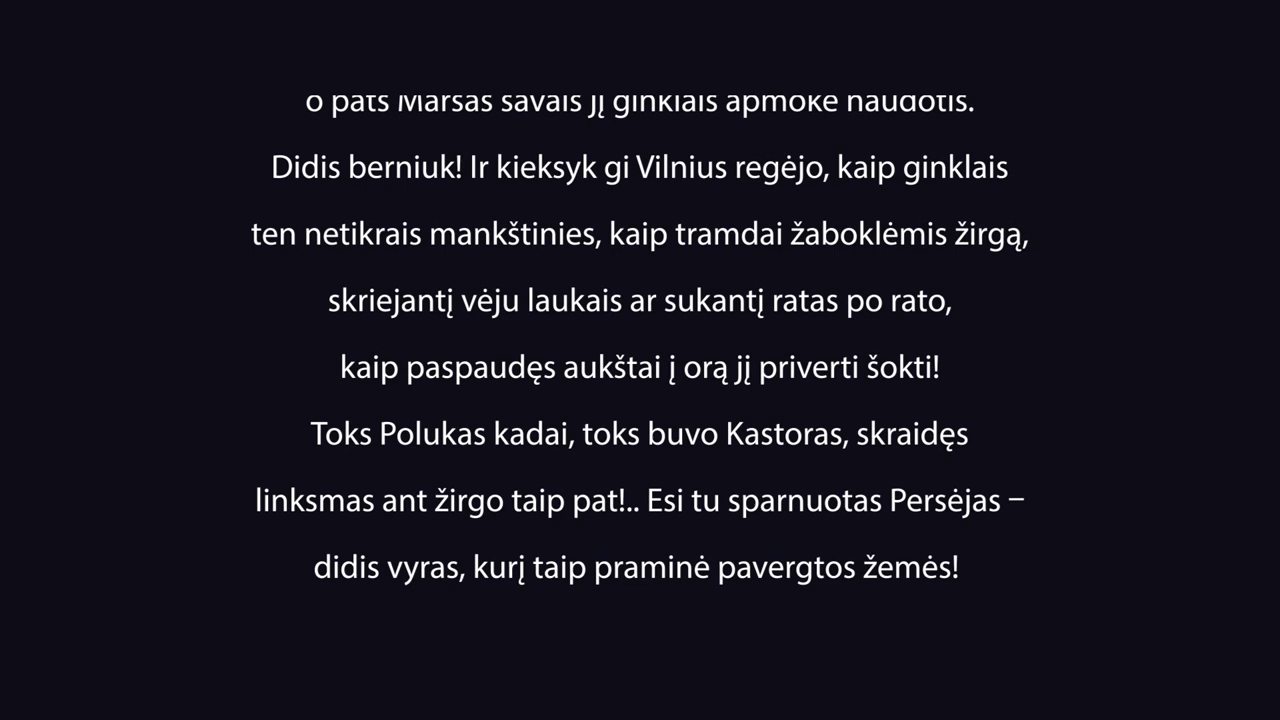 o pats Marsas savais jį ginklais apmokė naudotis.
Didis berniuk! Ir kieksyk gi Vilnius regėjo, kaip ginklais
ten netikrais mankštinies, kaip tramdai žaboklėmis žirgą,
skriejantį vėju laukais ar sukantį ratas po rato,
kaip paspaudęs aukštai į orą jį priverti šokti!
Toks Polukas kadai, toks buvo Kastoras, skraidęs
linksmas ant žirgo taip pat!.. Esi tu sparnuotas Persėjas –
didis vyras, kurį taip praminė pavergtos žemės!